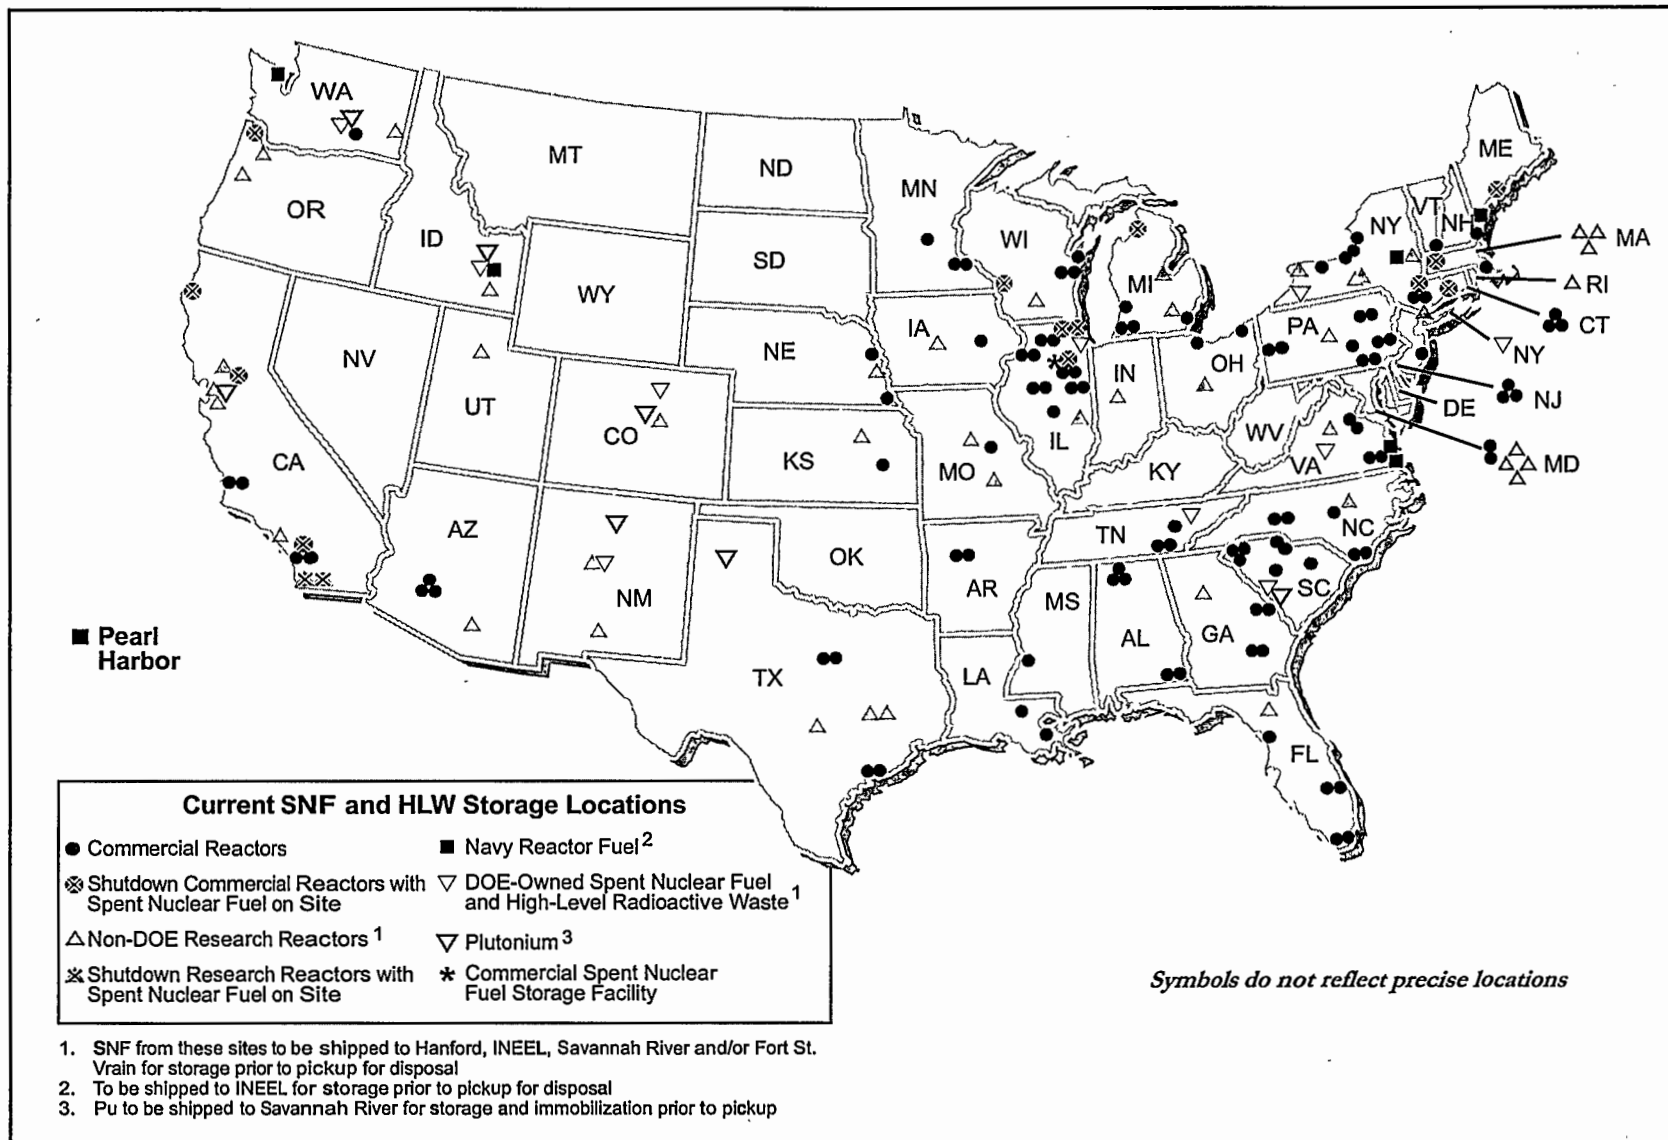 WA
MT
ND
MN
ME
OR
ID
WI
NY
VT
NH
MA
SD
WY
MI
RI
IA
PA
CT
NV
NE
OH
NY
UT
IN
NJ
CO
DE
CA
IL
WV
KS
MO
KY
VA
MD
AZ
TN
NC
OK
NM
AR
SC
MS
Pearl
Harbor
AL
GA
TX
LA
FL
Current SNF and HLW Storage Locations
Commercial Reactors
Shutdown Commercial Reactors with
Spent Nuclear Fuel on Site
Non-DOE Research Reactors 1
Shutdown Research Reactors with
Spent Nuclear Fuel on Site
Navy Reactor Fuel 2
DOE-Owned Spent Nuclear Fuel
and High-Level Radioactive Waste 1
Plutonium 3
* Commercial Spent Nuclear
Fuel Storage Facility
Symbols do not reflect precise locations
1. SNF from these sites to be shipped to Hanford, INEEL, Savannah River and/or Fort St.
Vrain for storage prior to pickup for disposal
2. To be shipped to INEEL for storage prior to pickup for disposal
3. Pu to be shipped to Savannah River for storage and immobilization prior to pickup